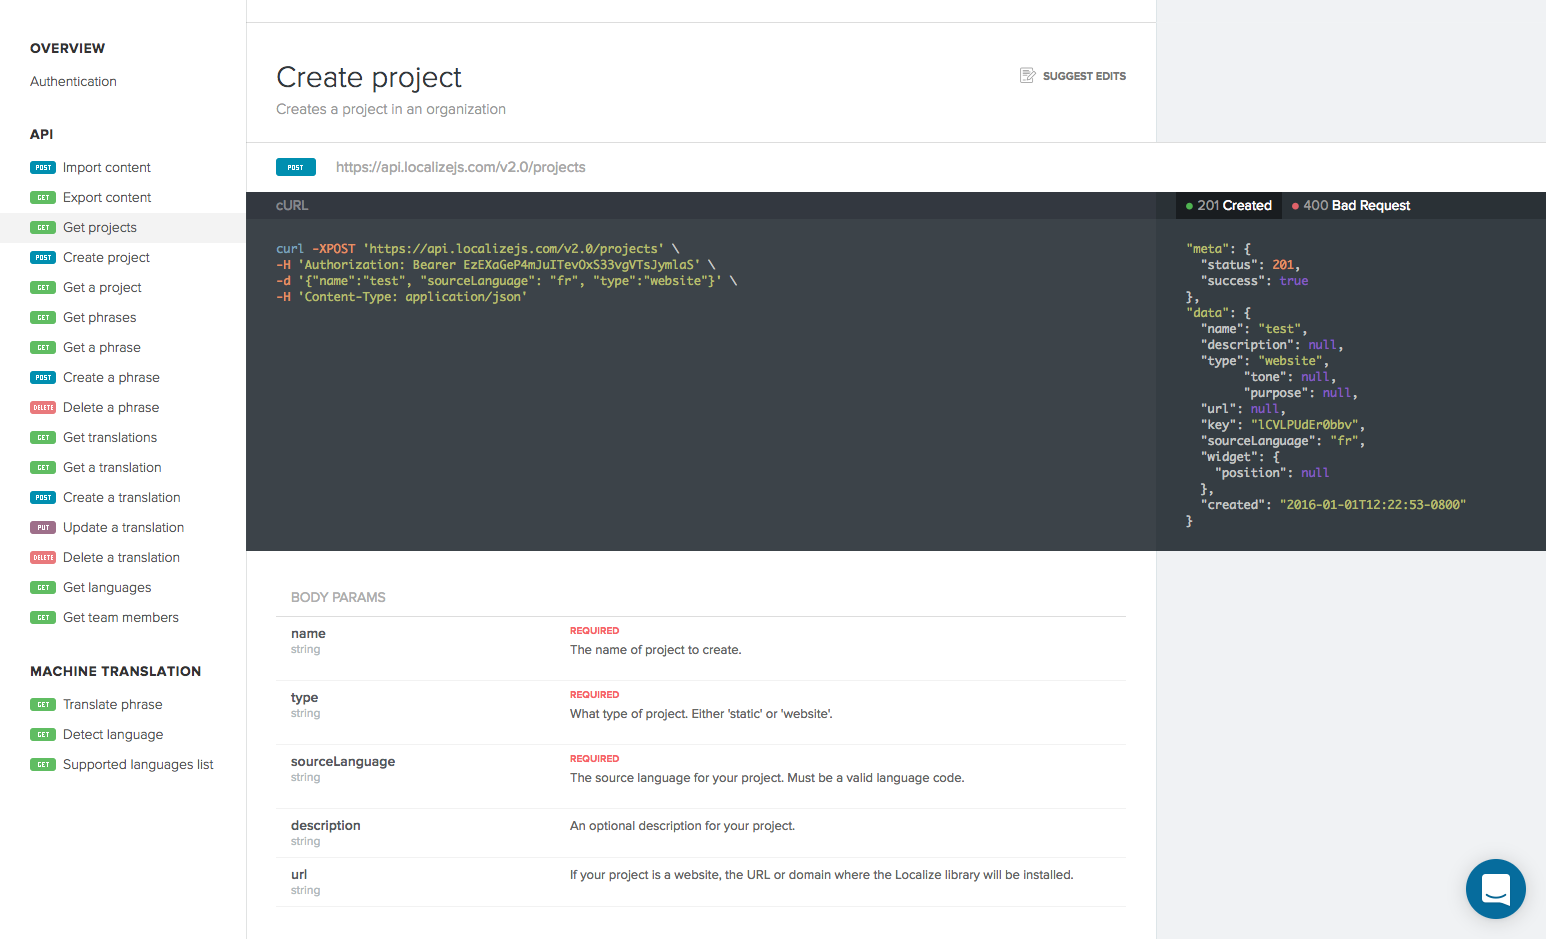 OVERVIEW
Authentication
API
POST Import content
GET Export content
GET Get projects
POST Create project
GET Get a project
GET Get phrases
GET Get a phrase
POST Create a phrase
DELETE Delete a phrase
GET Get translations
GET Get a translation
POST Create a translation
PUT Update a translation
DELETE Delete a translation
GET Get languages
GET Get team members
MACHINE TRANSLATION
GET Translate phrase
GET Detect language
GET Supported languages list
Create project
SUGGEST EDITS
Creates a project in an organization
POST https://api.localizejs.com/v2.0/projects
cURL
curl -XPOST 'https://api.localizejs.com/v2.0/projects' \
-H 'Authorization: Bearer EzEXaGeP4mJuITevOxS33vgVTsJymlaS' \
-d '{"name":"test", "sourceLanguage": "fr", "type":"website"}' \
-H 'Content-Type: application/json'
201 Created 400 Bad Request
"meta": {
"status": 201,
"success": true
},
"data": {
"name": "test",
"description": null,
"type": "website",
"tone": null,
"purpose": null,
"url": null,
"key": "lCVLPUdEr0bbv",
"sourceLanguage": "fr",
"widget": {
"position": null
},
"created": "2016-01-01T12:22:53-0800"
}
BODY PARAMS
name
string
REQUIRED
The name of project to create.
type
string
REQUIRED
What type of project. Either 'static' or 'website'.
sourceLanguage
string
REQUIRED
The source language for your project. Must be a valid language code.
description
string
An optional description for your project.
url
string
If your project is a website, the URL or domain where the Localize library will be installed.